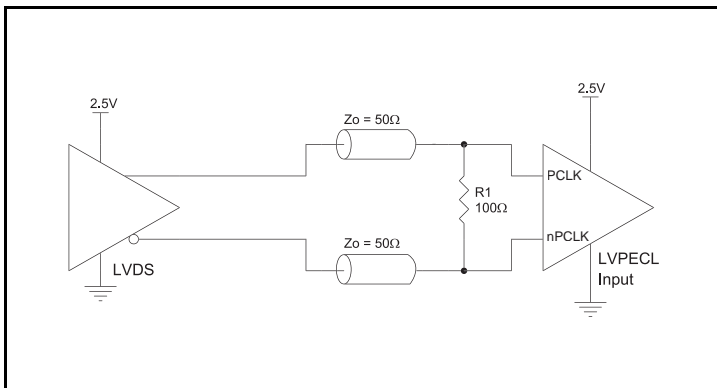 2.5V
Zo = 50Ω
2.5V
PCLK
R1
100Ω
nPCLK
Zo = 50Ω
LVDS
LVPECL
Input